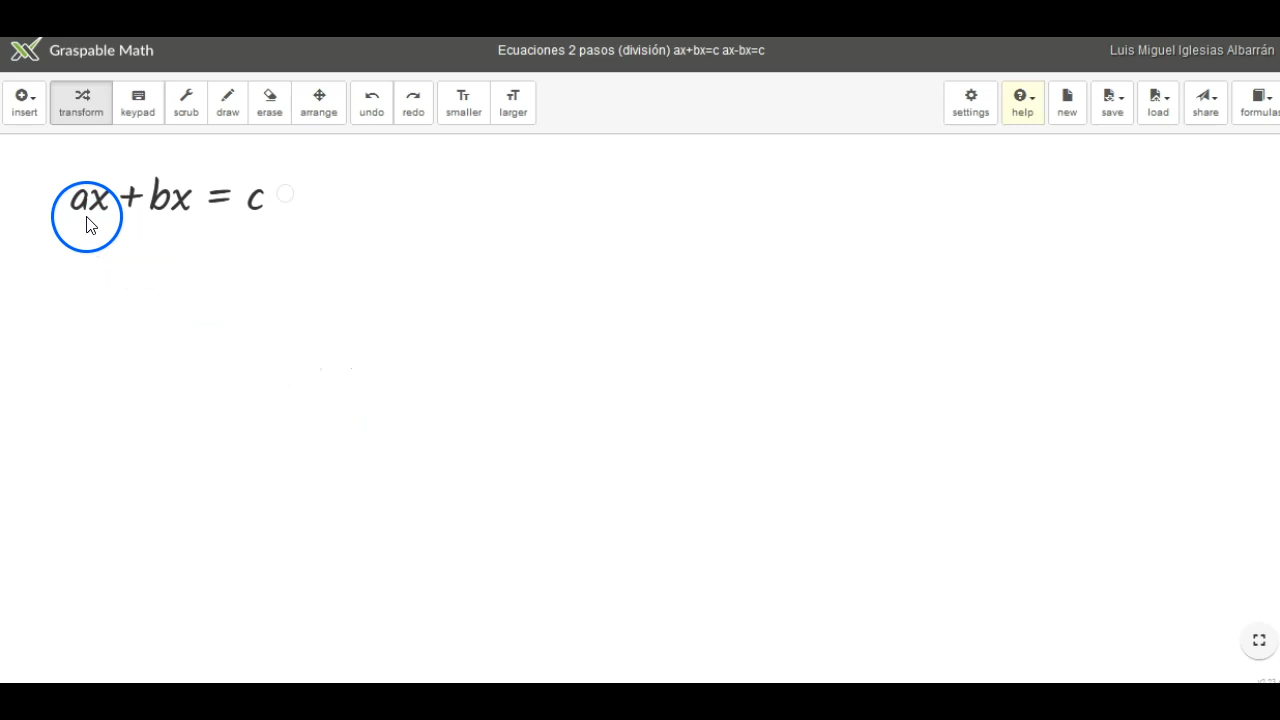 Graspable Math
Ecuaciones 2 pasos (división) ax+bx=c ax-bx=c
Luis Miguel Iglesias Albarrán
insert
transform
keypad
scrub
draw
erase
arrange
undo
redo
smaller
larger
settings
help
new
save
load
share
formulas
ax + bx = c